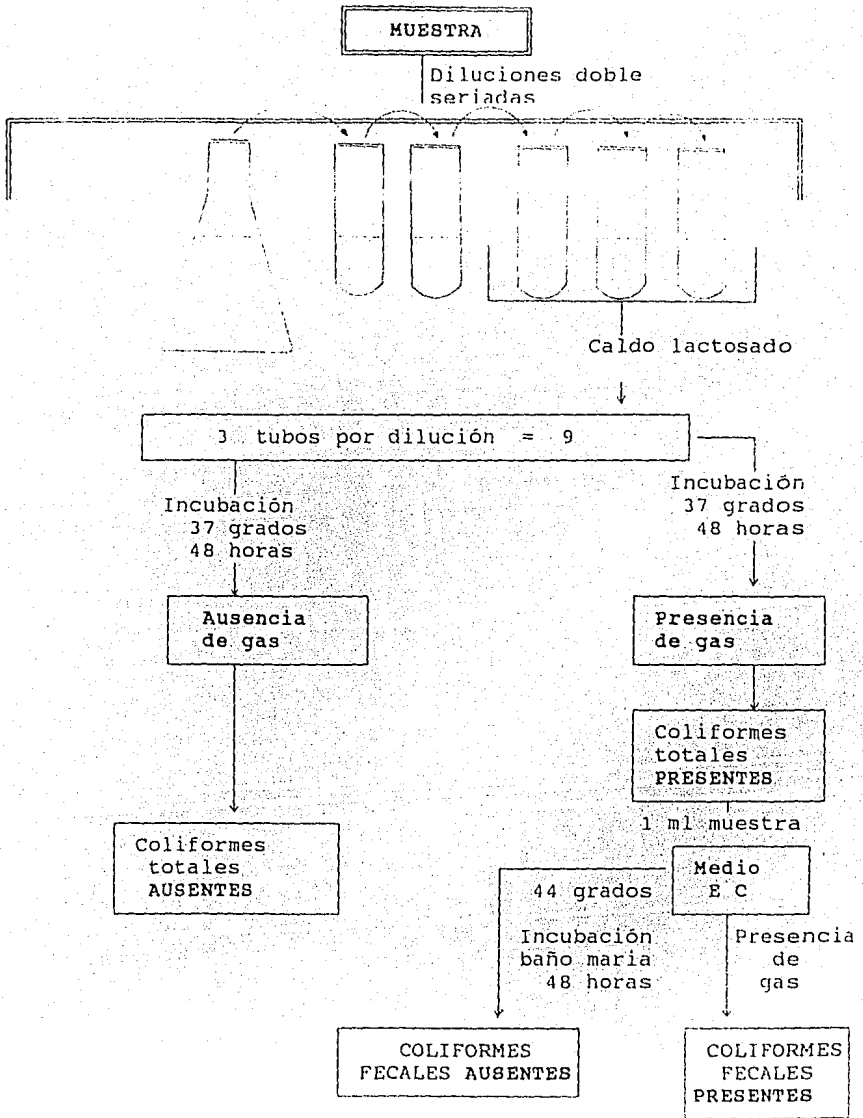 MUESTRA
Diluciones doble
seriadas
Caldo lactosado
3 tubos por dilución = 9
Incubación
37 grados
48 horas
Incubación
37 grados
48 horas
Ausencia
de gas
Presencia
de gas
Coliformes
totales
PRESENTES
1 ml muestra
Coliformes
totales
AUSENTES
Medio
E C
44 grados
Incubación
baño maria
48 horas
Presencia
de
gas
COLIFORMES
FECALES AUSENTES
COLIFORMES
FECALES
PRESENTES